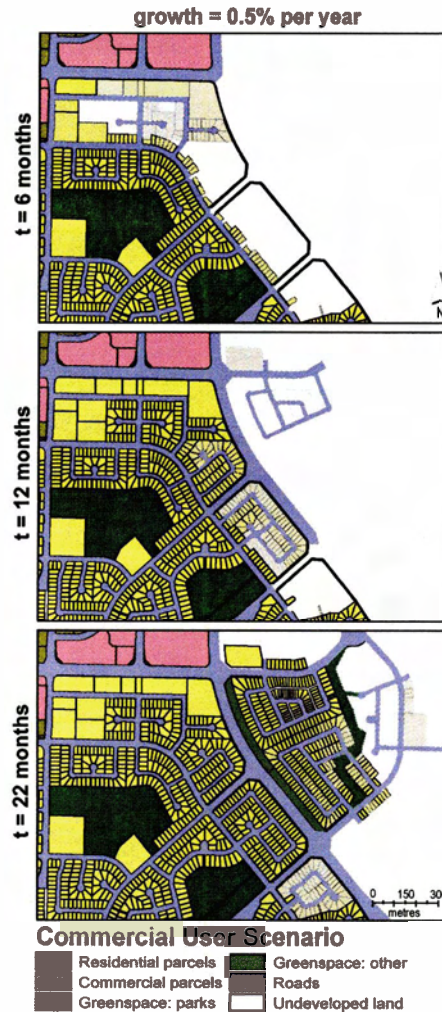 growth = 0.5% per year
t = 6 months
N
t = 12 months
t = 22 months
0 150 30
metres
Commercial User Scenario
Residential parcels Greenspace: other
Commercial parcels Roads
Greenspace: parks Undeveloped land